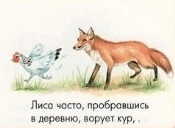 Лиса часто, пробравшись
в деревню, ворует кур, .